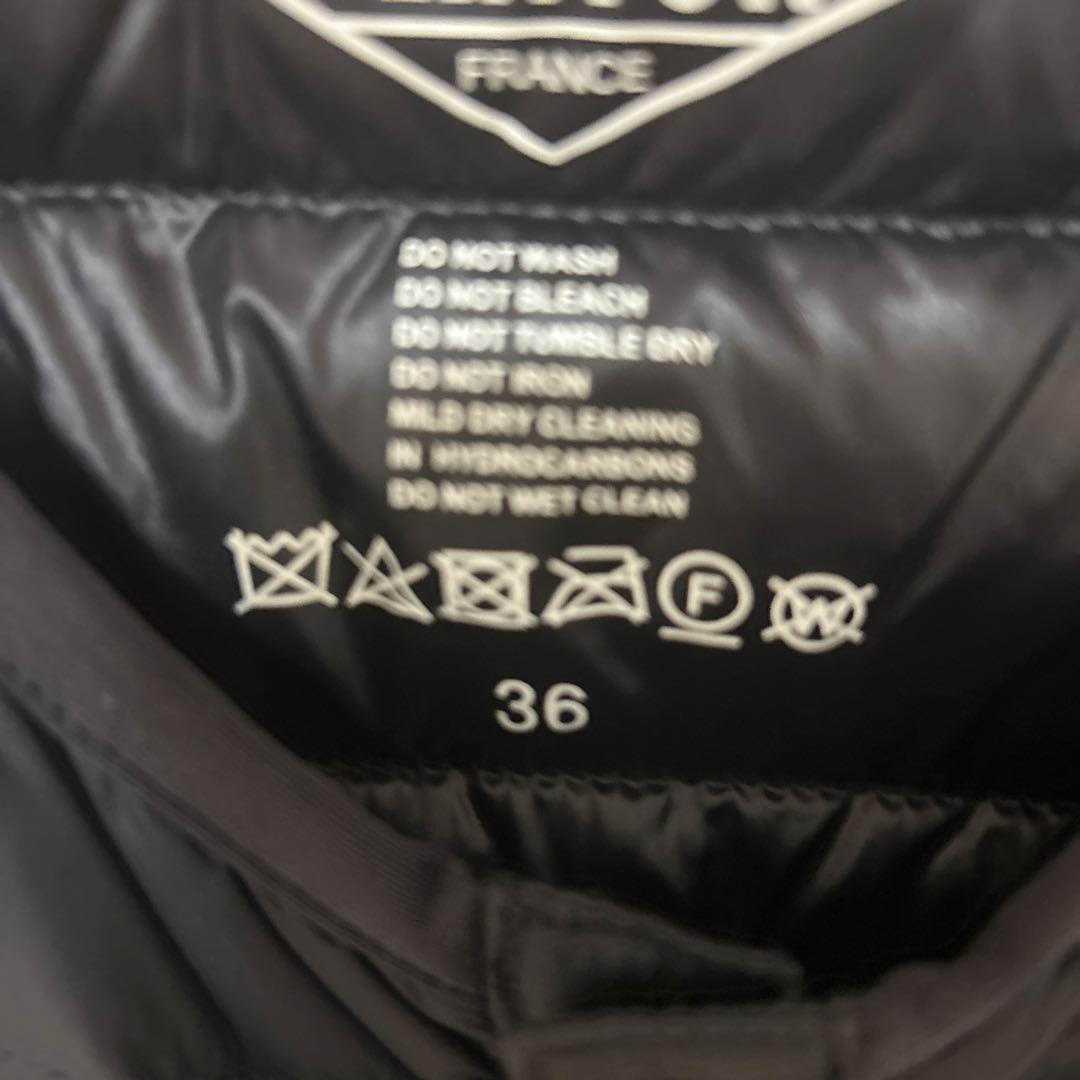 FRANCE
DO NOT WASH
DO NOT BLEACH
DO NOT TUMBLE DRY
DO NOT IRON
MILD DRY CLEANING
IN HYDROCARBONS
DO NOT WET CLEAN
F W
36